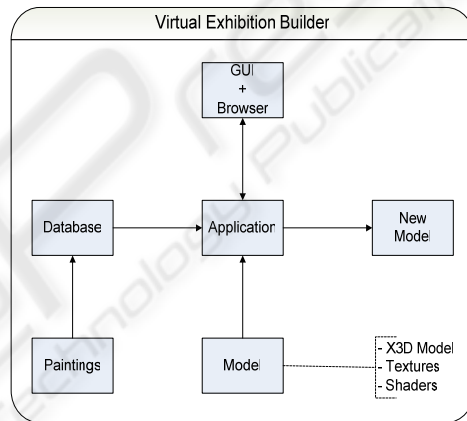 Virtual Exhibition Builder
GUI
+
Browser
Database
Application
New
Model
Paintings
Model
- X3D Model
- Textures
- Shaders